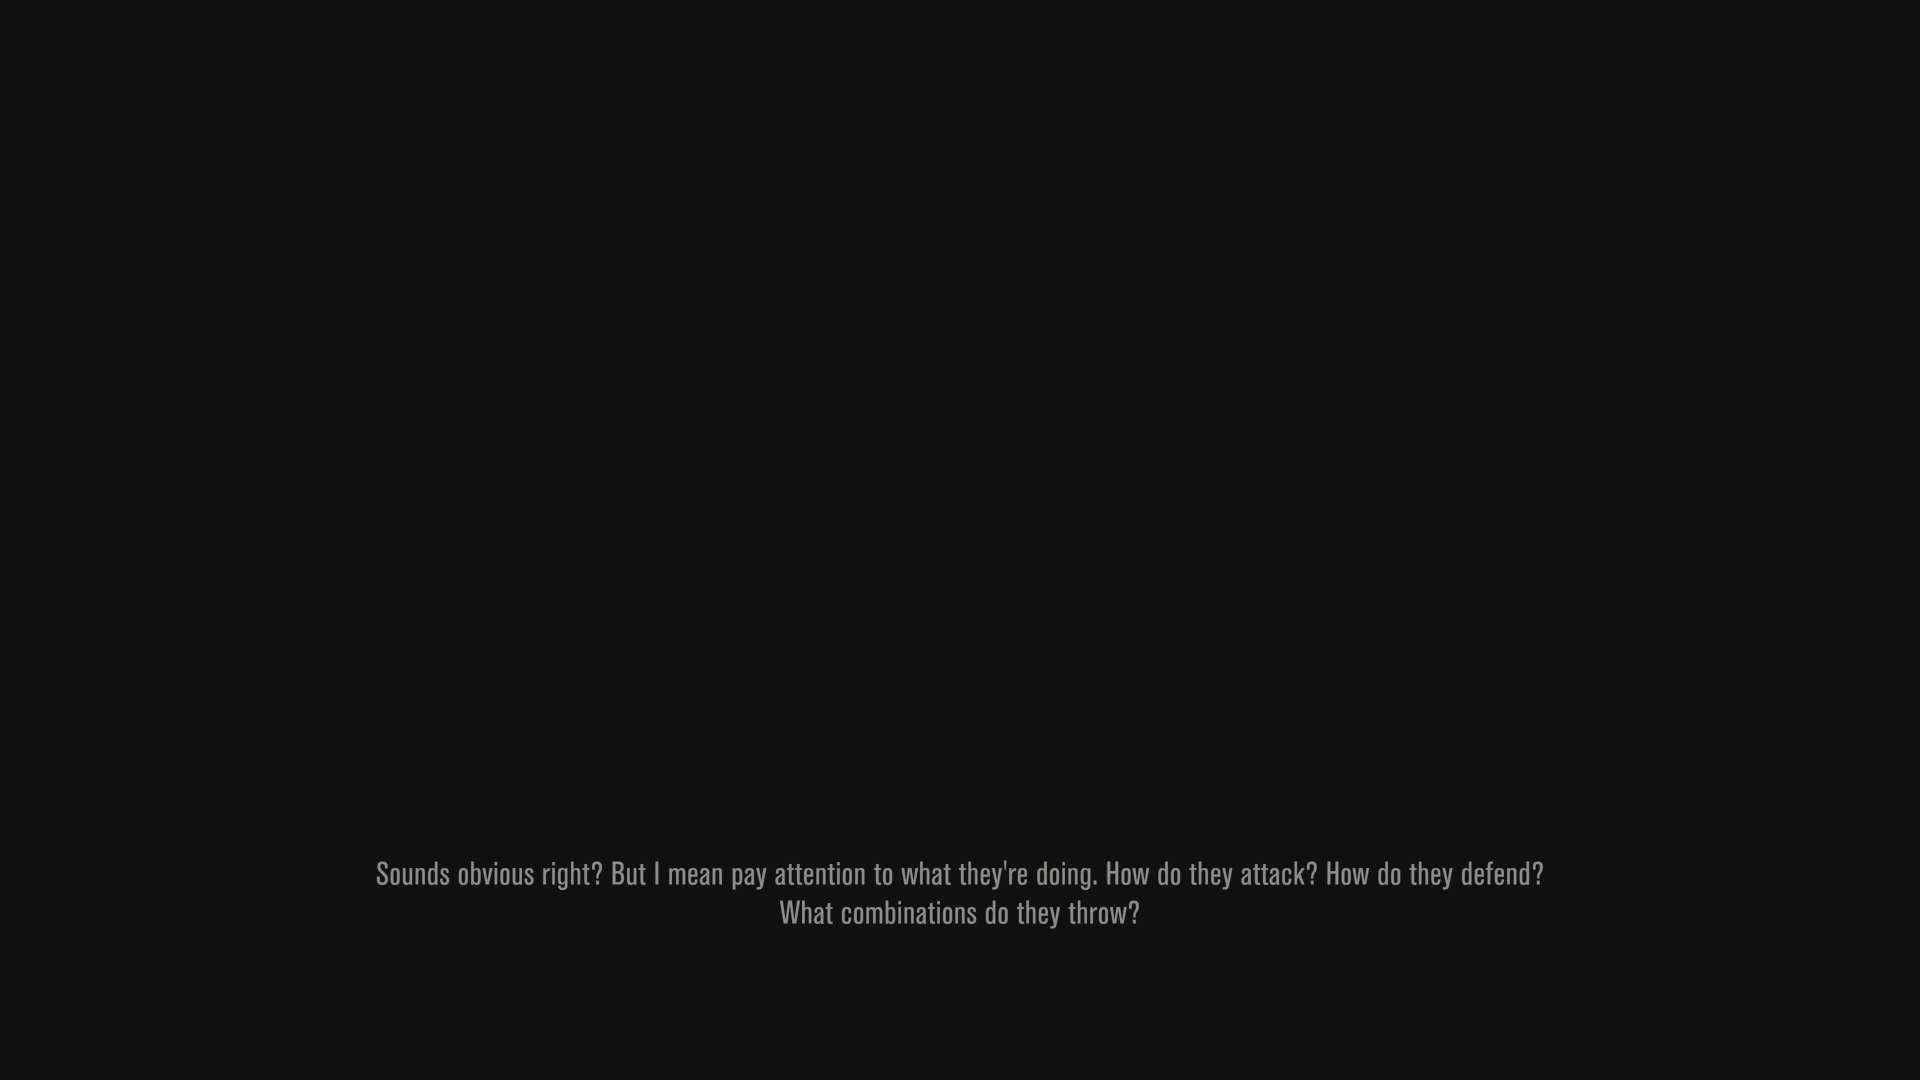 Sounds obvious right? But I mean pay attention to what they're doing. How do they attack? How do they defend?
What combinations do they throw?